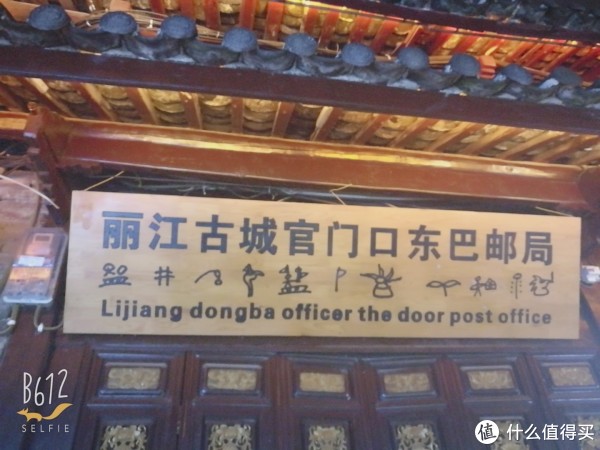 丽江古城官门口东巴邮局
Lijiang dongba officer the door post office
B612
SELFIE
值 什么值得买